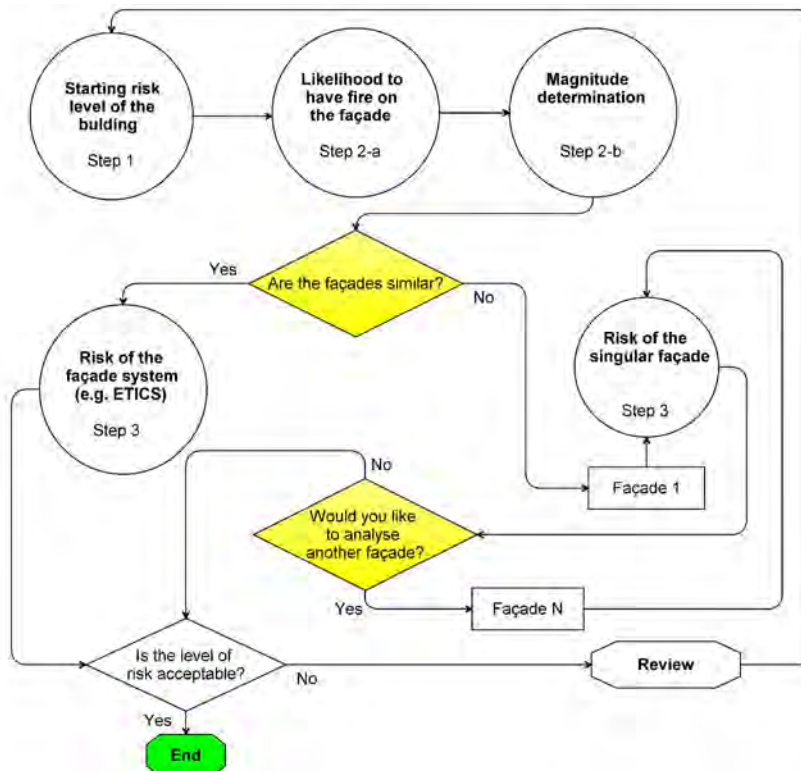 Starting risk
level of the
bulding
Step 1
Likelihood to
have fire on
the façade
Step 2-a
Magnitude
determination
Step 2-b
Yes
Are the façades similar?
No
Risk of the
façade system
(e.g. ETICS)
Step 3
Risk of the
singular façade
Step 3
Façade 1
No
Would you like
to analyse
another façade?
Yes
Façade N
Is the level of
risk acceptable?
No
Review
Yes
End